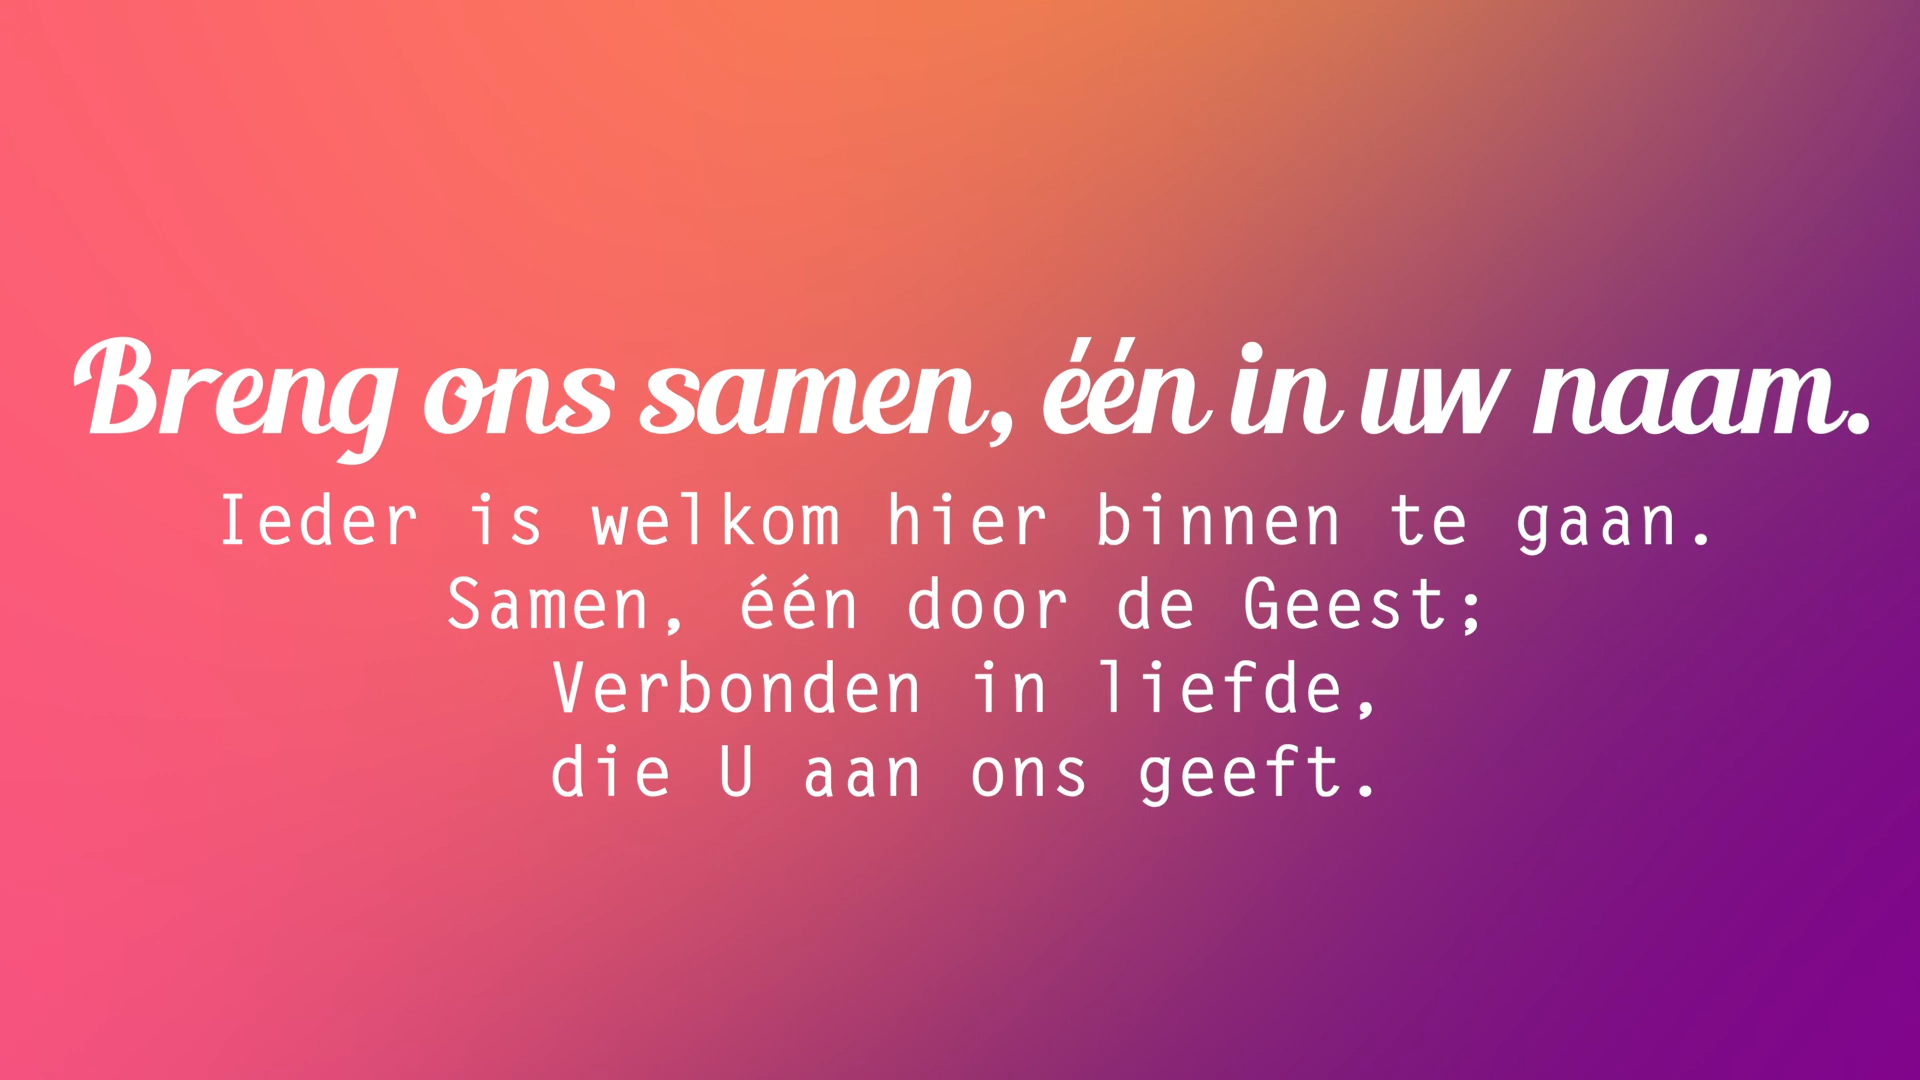 Breng ons samen, één in uw naam.
Ieder is welkom hier binnen te gaan.
Samen, één door de Geest;
Verbonden in liefde,
die U aan ons geeft.